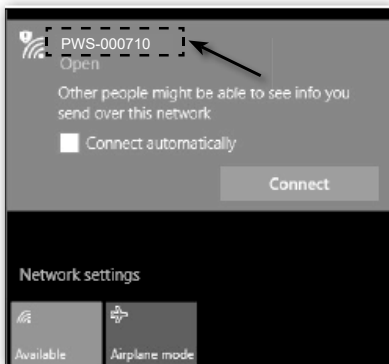 PWS-000710
Open
Other people might be able to see info you
send over this network
Connect automatically
Connect
Network settings
Available
Airplane mode